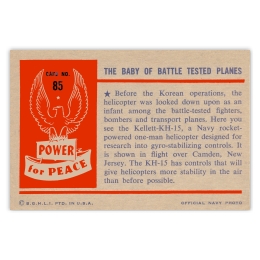 CAT. NO.
85
POWER
for PEACE
THE BABY OF BATTLE TESTED PLANES
★ Before the Korean operations, the
helicopter was looked down upon as an
infant among the battle-tested fighters,
bombers and transport planes. Here you
see the Kellett-KH-15, a Navy rocket-
powered one-man helicopter designed for
research into gyro-stabilizing controls. It
is shown in flight over Camden, New
Jersey. The KH-15 has controls that will
give helicopters more stability in the air
than before possible.
© B.E.H.L.I. PTD. IN U.S.A.
OFFICIAL NAVY PHOTO